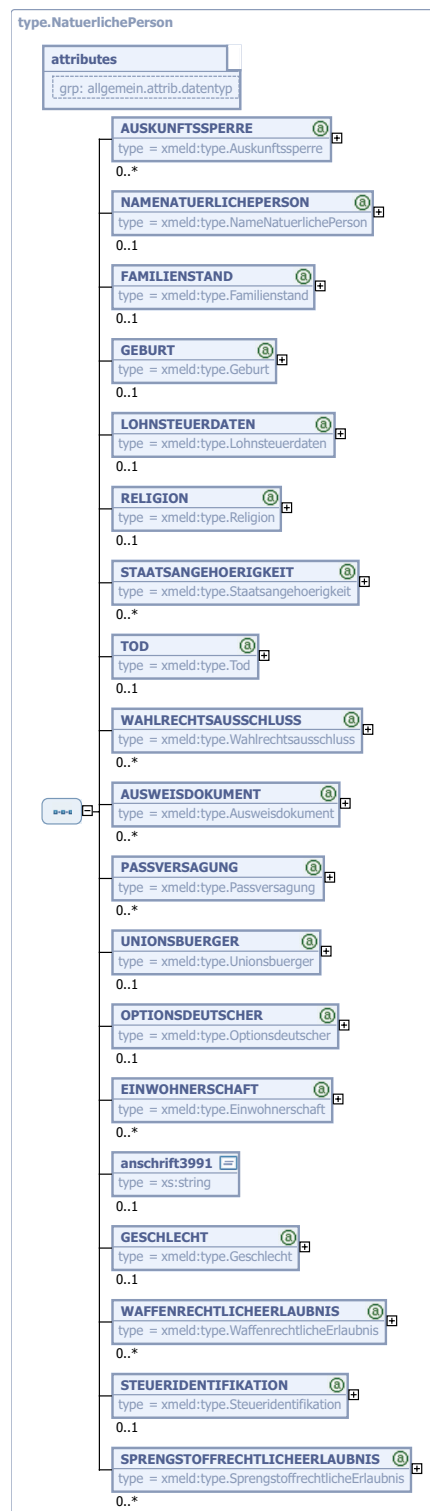 type.NatuerlichePerson
attributes
grp: allgemein.attrib.datentyp
AUSKUNFTSSPERRE
type = xmeld:type.Auskunftssperre
0..*
NAMENATUERLICHEPERSON
type = xmeld:type.NameNatuerlichePerson
0..1
FAMILIENSTAND
type = xmeld:type.Familienstand
0..1
GEBURT
type = xmeld:type.Geburt
0..1
LOHNSTEUERDATEN
type = xmeld:type.Lohnsteuerdaten
0..1
RELIGION
type = xmeld:type.Religion
0..1
STAATSANGEHOERIGKEIT
type = xmeld:type.Staatsangehoerigkeit
0..*
TOD
type = xmeld:type.Tod
0..1
WAHLRECHTSAUSSCHLUSS
type = xmeld:type.Wahlrechtsausschluss
0..*
AUSWEISDOKUMENT
type = xmeld:type.Ausweisdokument
0..*
PASSVERSAGUNG
type = xmeld:type.Passversagung
0..*
UNIONSBUERGER
type = xmeld:type.Unionsbuerger
0..1
OPTIONSDEUTSCHER
type = xmeld:type.Optionsdeutscher
0..1
EINWOHNERSCHAFT
type = xmeld:type.Einwohnerschaft
0..*
anschrift3991
type = xs:string
0..1
GESCHLECHT
type = xmeld:type.Geschlecht
0..1
WAFFENRECHTLICHEERLAUBNIS
type = xmeld:type.WaffenrechtlicheErlaubnis
0..*
STEUERIDENTIFIKATION
type = xmeld:type.Steueridentifikation
0..1
SPRENGSTOFFRECHTLICHEERLAUBNIS
type = xmeld:type.SprengstoffrechtlicheErlaubnis
0..*